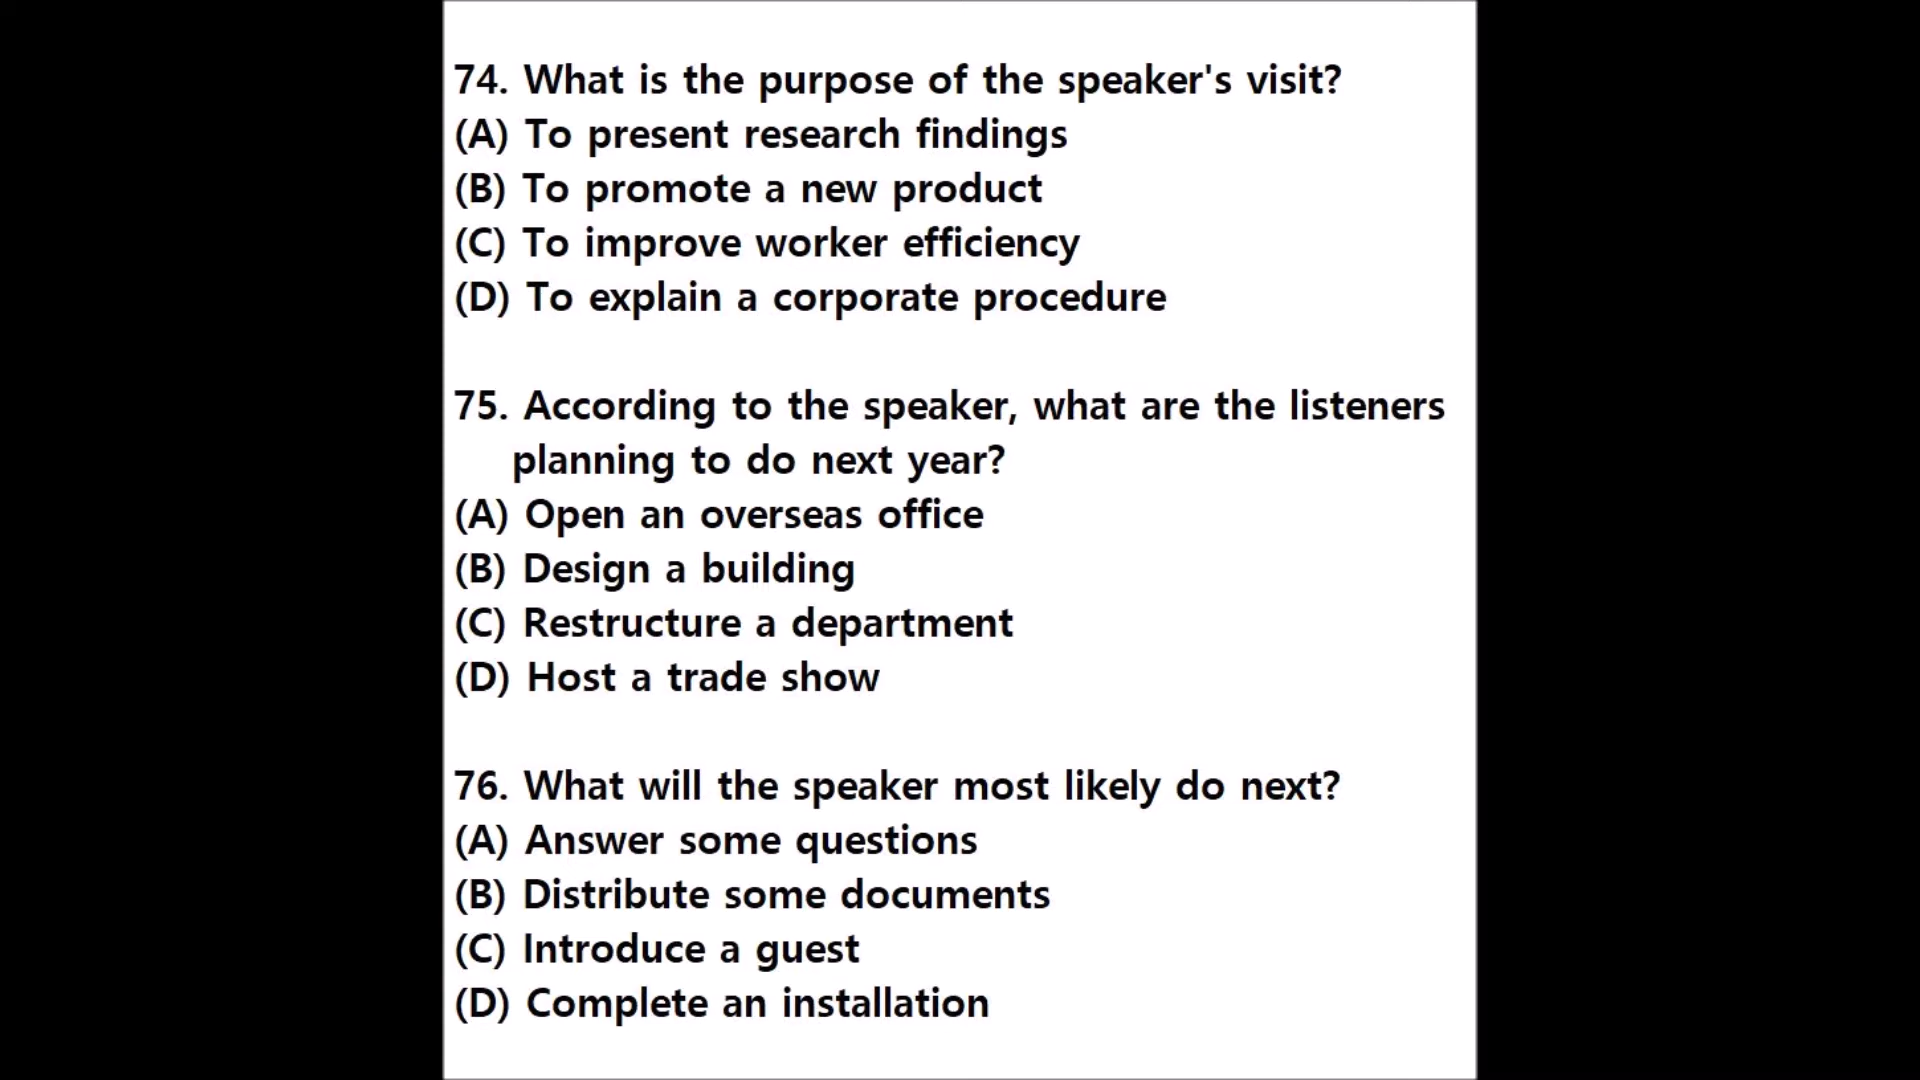 74. What is the purpose of the speaker's visit?
(A) To present research findings
(B) To promote a new product
(C) To improve worker efficiency
(D) To explain a corporate procedure
75. According to the speaker, what are the listeners
planning to do next year?
(A) Open an overseas office
(B) Design a building
(C) Restructure a department
(D) Host a trade show
76. What will the speaker most likely do next?
(A) Answer some questions
(B) Distribute some documents
(C) Introduce a guest
(D) Complete an installation